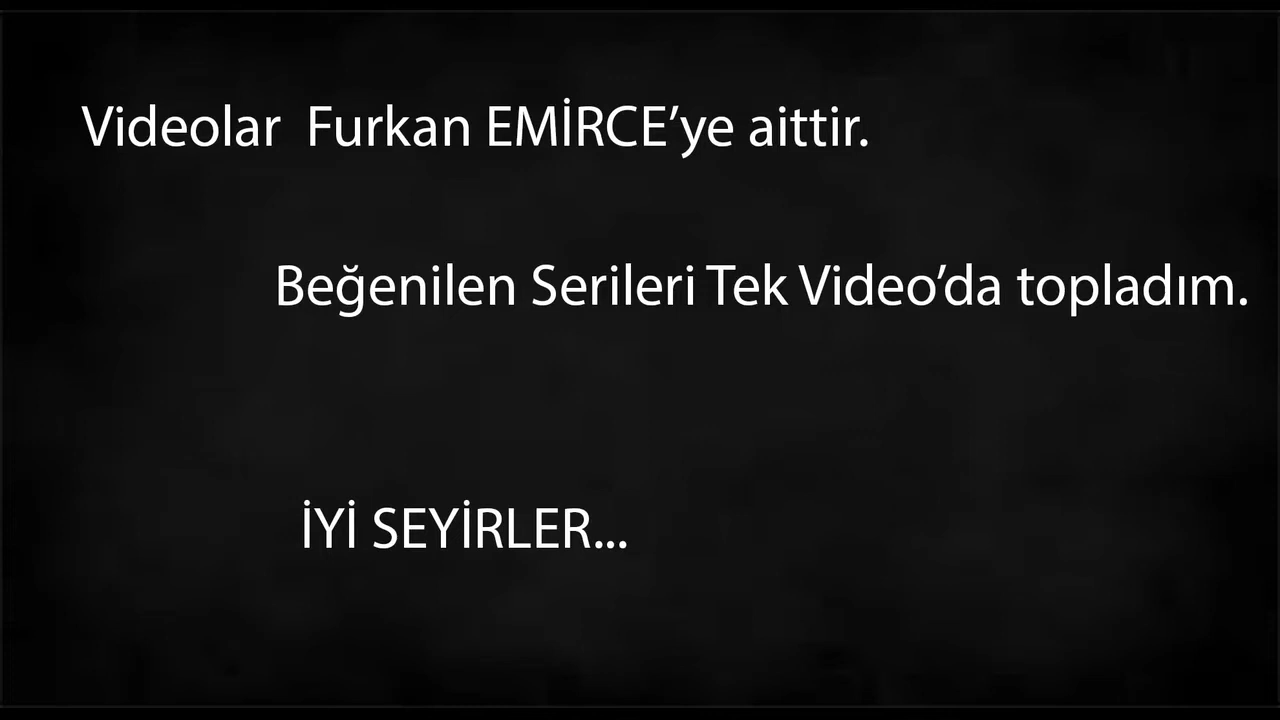 Videolar  Furkan EMİRCE’ye aittir.
Beğenilen Serileri Tek Video’da topladım.
İYİ SEYİRLER...